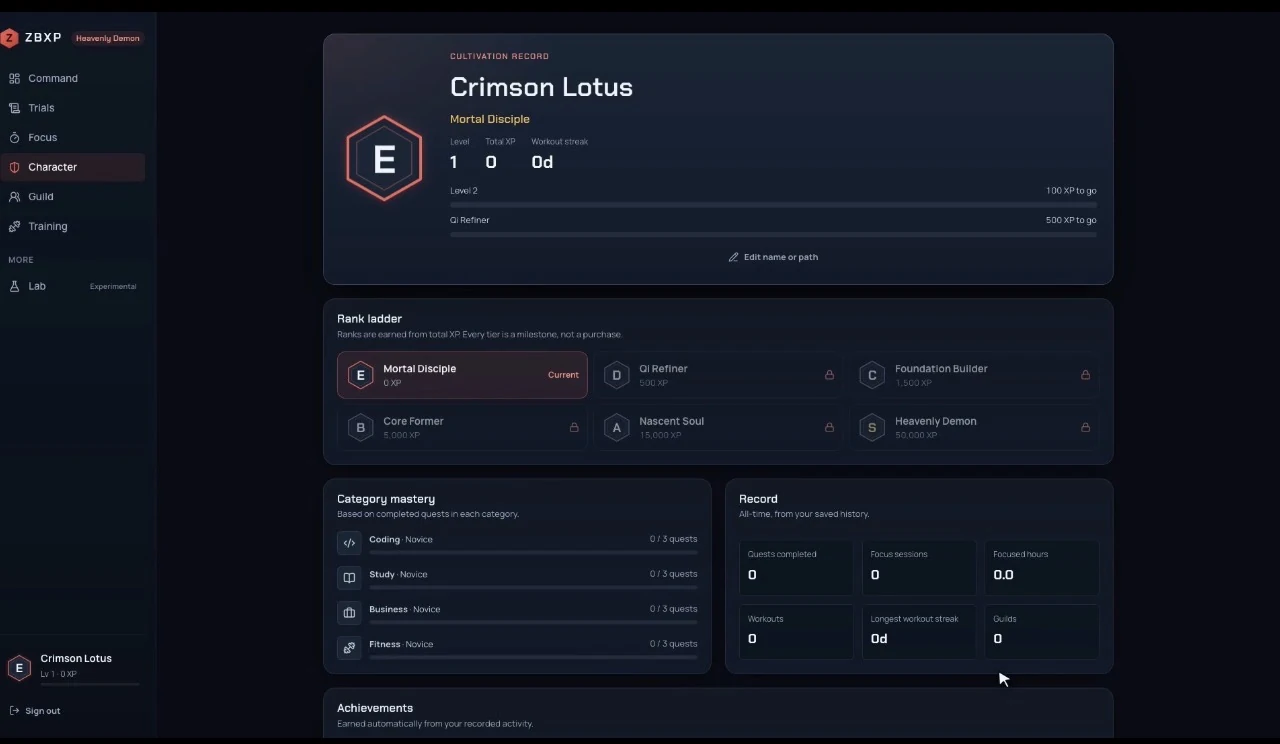 Z ZBXP Heavenly Demon
Command
Trials
Focus
Character
Guild
Training
MORE
Lab Experimental
E Crimson Lotus
Lv 1 · 0 XP
Sign out
CULTIVATION RECORD
Crimson Lotus
Mortal Disciple
E
Level Total XP Workout streak
1 0 0d
Level 2 100 XP to go
Qi Refiner 500 XP to go
Edit name or path
Rank ladder
Ranks are earned from total XP. Every tier is a milestone, not a purchase.
E Mortal Disciple Current
0 XP
D Qi Refiner
500 XP
C Foundation Builder
1,500 XP
B Core Former
5,000 XP
A Nascent Soul
15,000 XP
S Heavenly Demon
50,000 XP
Category mastery
Based on completed quests in each category.
Coding · Novice 0 / 3 quests
Study · Novice 0 / 3 quests
Business · Novice 0 / 3 quests
Fitness · Novice 0 / 3 quests
Record
All-time, from your saved history.
Quests completed
0
Focus sessions
0
Focused hours
0.0
Workouts
0
Longest workout streak
0d
Guilds
0
Achievements
Earned automatically from your recorded activity.